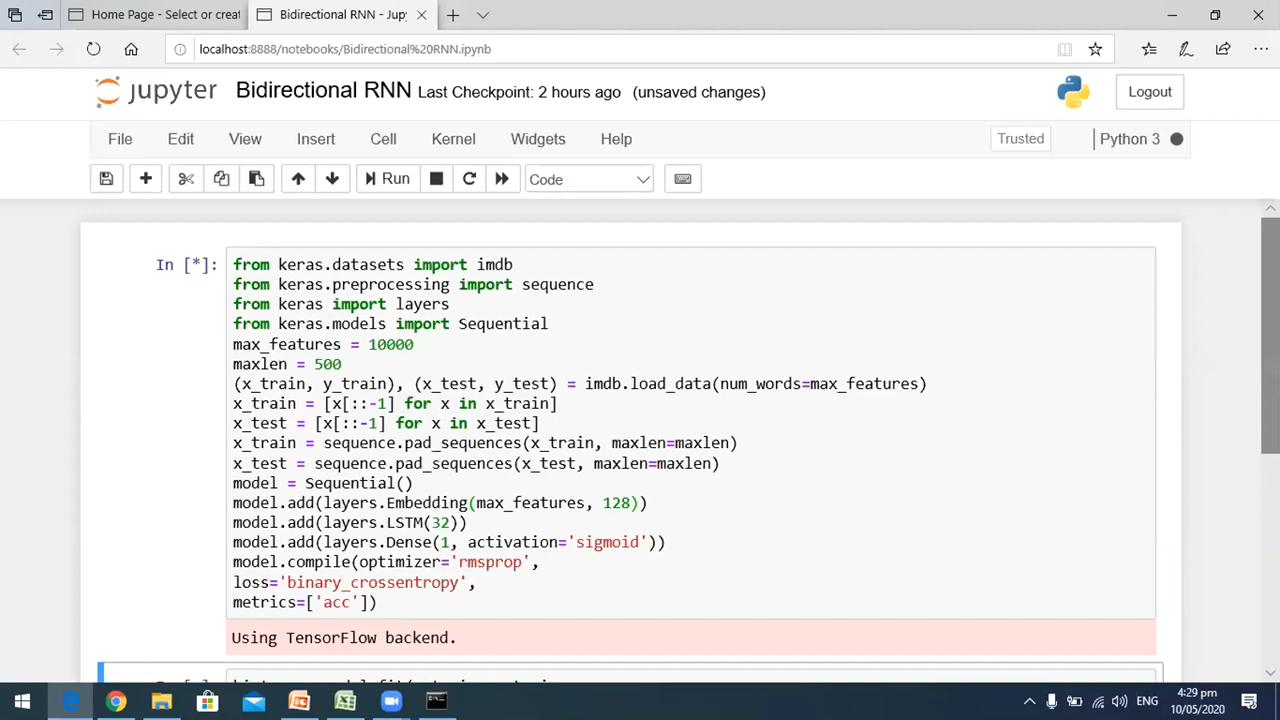 Home Page - Select or creat
Bidirectional RNN - Jup
localhost:8888/notebooks/Bidirectional%20RNN.ipynb
jupyter Bidirectional RNN Last Checkpoint: 2 hours ago (unsaved changes)
Logout
File Edit View Insert Cell Kernel Widgets Help
Trusted
Python 3
Run
Code
In [*]:
from keras.datasets import imdb
from keras.preprocessing import sequence
from keras import layers
from keras.models import Sequential
max_features = 10000
maxlen = 500
(x_train, y_train), (x_test, y_test) = imdb.load_data(num_words=max_features)
x_train = [x[::-1] for x in x_train]
x_test = [x[::-1] for x in x_test]
x_train = sequence.pad_sequences(x_train, maxlen=maxlen)
x_test = sequence.pad_sequences(x_test, maxlen=maxlen)
model = Sequential()
model.add(layers.Embedding(max_features, 128))
model.add(layers.LSTM(32))
model.add(layers.Dense(1, activation='sigmoid'))
model.compile(optimizer='rmsprop',
loss='binary_crossentropy',
metrics=['acc'])
Using TensorFlow backend.
ENG
4:29 pm
10/05/2020